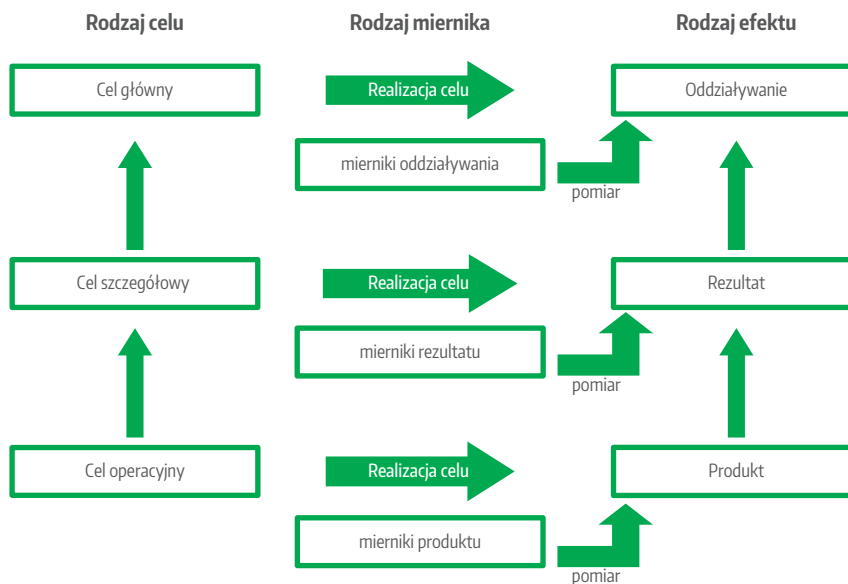 Rodzaj celu
Rodzaj miernika
Rodzaj efektu
Cel główny
Realizacja celu
Oddziaływanie
mierniki oddziaływania
pomiar
Cel szczegółowy
Realizacja celu
Rezultat
mierniki rezultatu
pomiar
Cel operacyjny
Realizacja celu
Produkt
mierniki produktu
pomiar